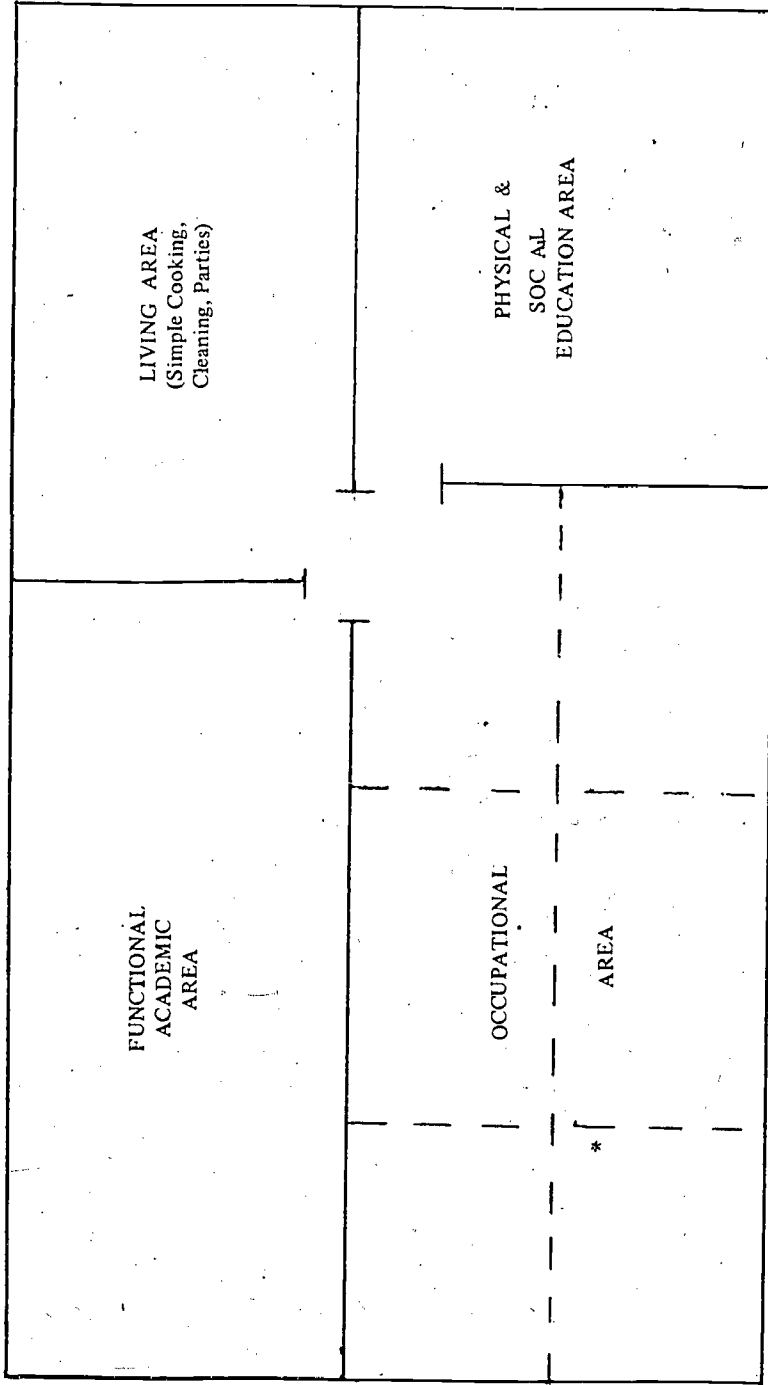 FUNCTIONAL
ACADEMIC
AREA
LIVING AREA
(Simple Cooking,
Cleaning, Parties)
OCCUPATIONAL
AREA
*
PHYSICAL &
SOC AL
EDUCATION AREA